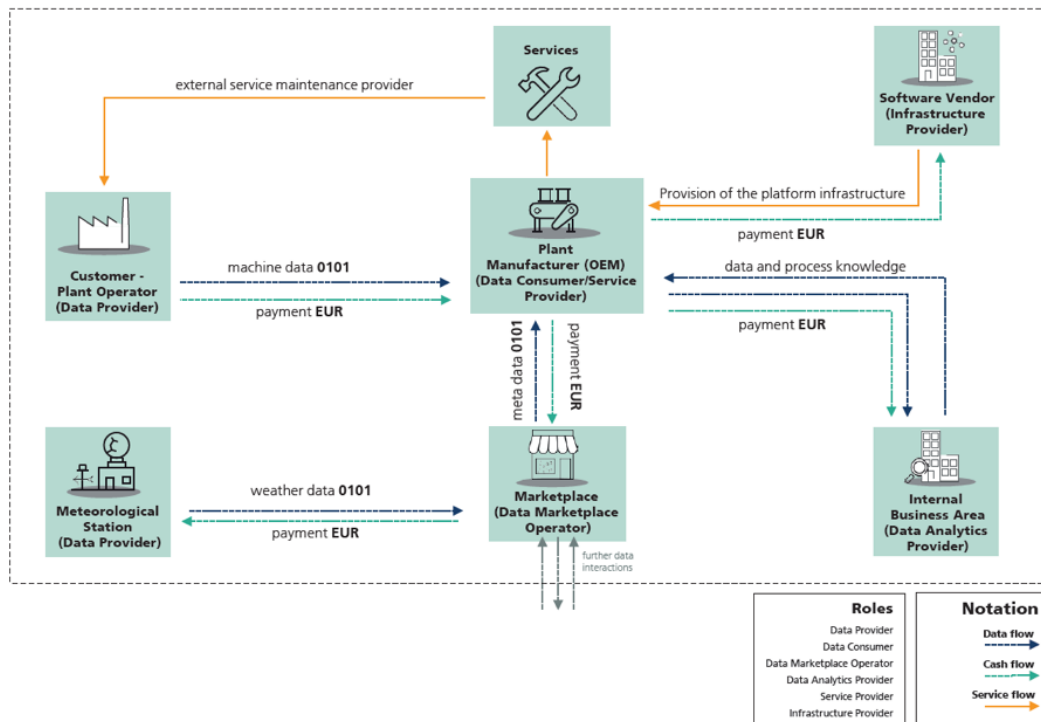 Services
external service maintenance provider
Software Vendor
(Infrastructure
Provider)
Provision of the platform infrastructure
payment EUR
Plant
Manufacturer (OEM)
(Data Consumer/Service
Provider)
Customer -
Plant Operator
(Data Provider)
machine data 0101
payment EUR
data and process knowledge
payment EUR
meta data 0101
payment EUR
Meteorological
Station
(Data Provider)
weather data 0101
payment EUR
Marketplace
(Data Marketplace
Operator)
further data
interactions
Internal
Business Area
(Data Analytics
Provider)
Roles
Data Provider
Data Consumer
Data Marketplace Operator
Data Analytics Provider
Service Provider
Infrastructure Provider
Notation
Data flow
Cash flow
Service flow